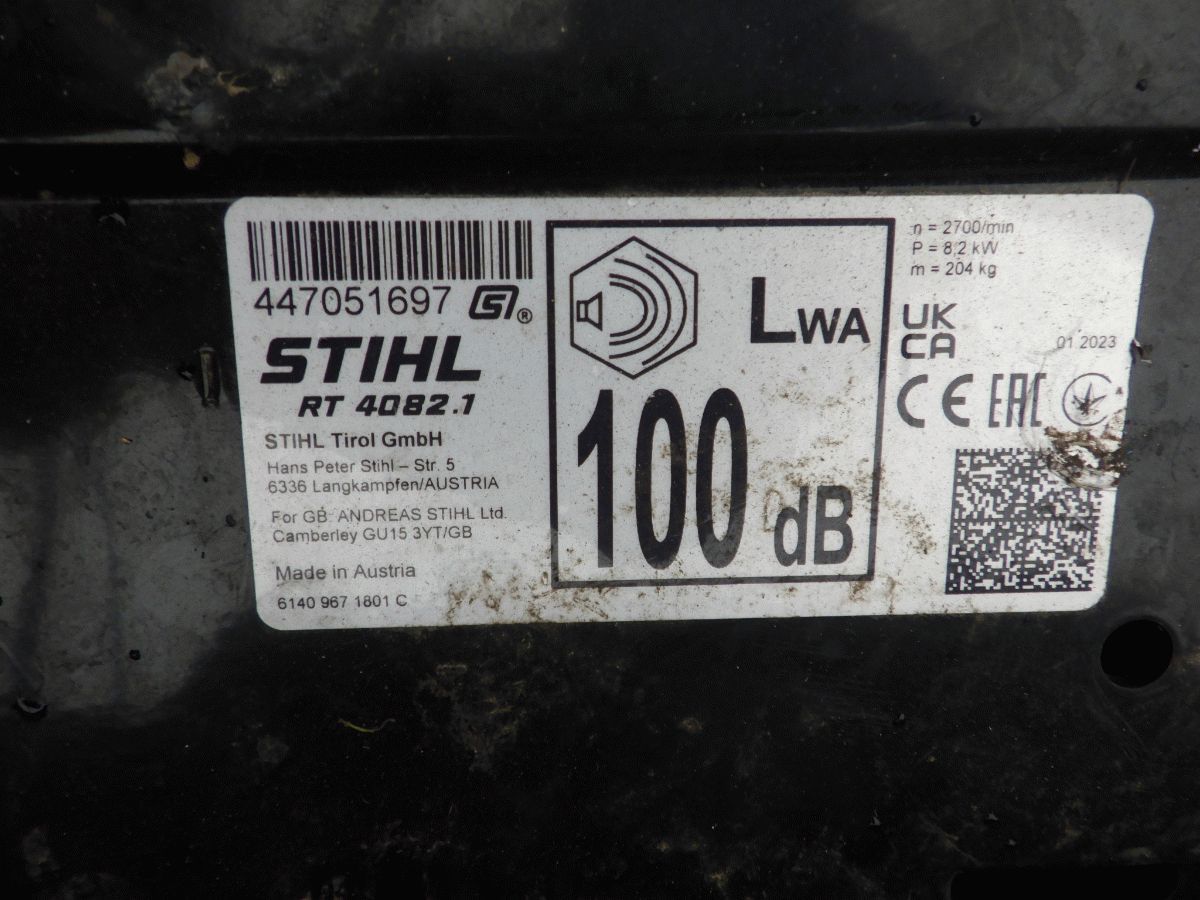 447051697
STIHL
RT 4082.1
STIHL Tirol GmbH
Hans Peter Stihl – Str. 5
6336 Langkampfen/AUSTRIA
For GB: ANDREAS STIHL Ltd.
Camberley GU15 3YT/GB
Made in Austria
6140 967 1801 C
LWA
100 dB
n = 2700/min
P = 8,2 kW
m = 204 kg
UK
CA
01.2023
CE EAC